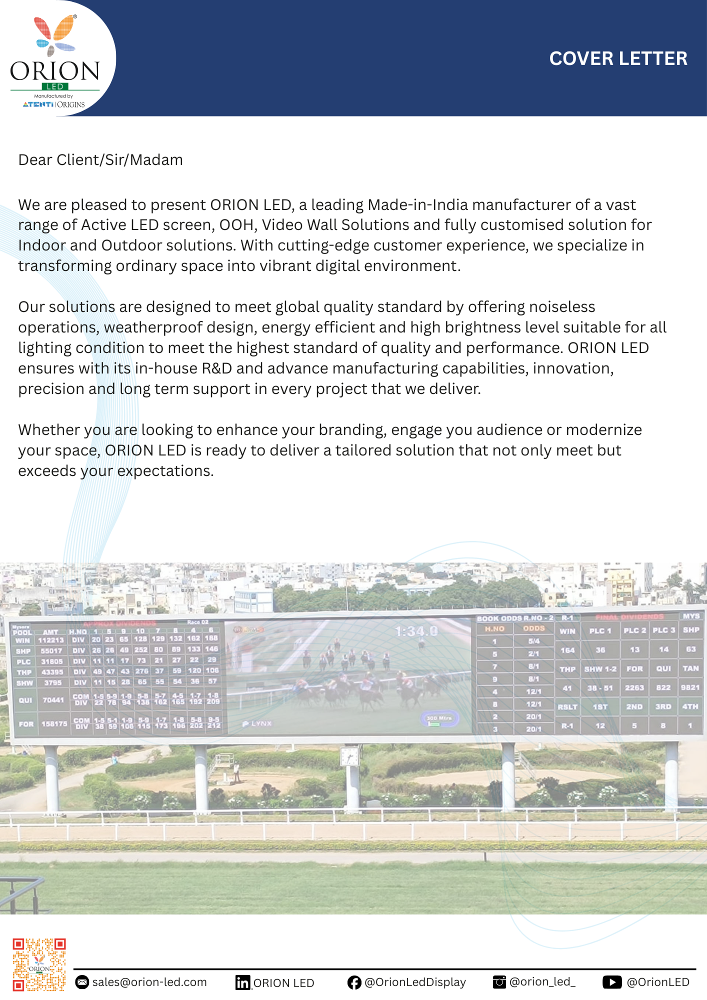 ORION
LED
Manufactured by
ATENTI | ORIGINS
COVER LETTER
Dear Client/Sir/Madam
We are pleased to present ORION LED, a leading Made-in-India manufacturer of a vast
range of Active LED screen, OOH, Video Wall Solutions and fully customised solution for
Indoor and Outdoor solutions. With cutting-edge customer experience, we specialize in
transforming ordinary space into vibrant digital environment.
Our solutions are designed to meet global quality standard by offering noiseless
operations, weatherproof design, energy efficient and high brightness level suitable for all
lighting condition to meet the highest standard of quality and performance. ORION LED
ensures with its in-house R&D and advance manufacturing capabilities, innovation,
precision and long term support in every project that we deliver.
Whether you are looking to enhance your branding, engage you audience or modernize
your space, ORION LED is ready to deliver a tailored solution that not only meet but
exceeds your expectations.
APPROX DIVIDENDS Race 02
Mysore
POOL AMT H.NO 1 5 9 10 7 8 4 6
WIN 112213 DIV 20 23 65 128 129 132 162 188
SHP 55017 DIV 26 26 49 252 80 89 133 146
PLC 31805 DIV 11 11 17 73 21 27 22 29
THP 43395 DIV 49 47 43 276 37 59 120 106
SHW 3795 DIV 11 15 28 65 55 54 36 57
QUI 70441 COM 1-5 5-9 1-9 5-8 5-7 4-5 1-7 1-8
DIV 22 78 94 138 162 165 192 209
FOR 158175 COM 1-5 5-1 1-9 5-9 1-7 1-8 5-8 9-5
DIV 38 59 106 115 173 196 202 212
1:34.0
300 Mtrs
LYNX
BOOK ODDS R.NO - 2
H.NO ODDS
1 5/4
5 2/1
7 8/1
9 8/1
4 12/1
8 12/1
2 20/1
3 20/1
R-1 FINAL DIVIDENDS MYS
WIN PLC 1 PLC 2 PLC 3 SHP
164 36 13 14 63
THP SHW 1-2 FOR QUI TAN
41 38 - 51 2263 822 9821
RSLT 1ST 2ND 3RD 4TH
R-1 12 5 8 1
ORION
sales@orion-led.com
ORION LED
@OrionLedDisplay
@orion_led_
@OrionLED